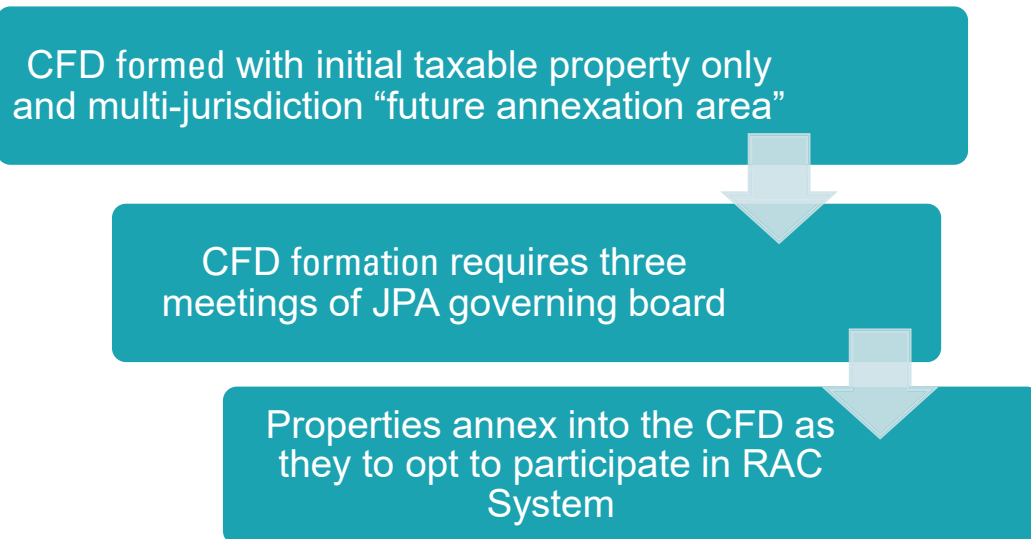 CFD formed with initial taxable property only
and multi-jurisdiction “future annexation area”
CFD formation requires three
meetings of JPA governing board
Properties annex into the CFD as
they to opt to participate in RAC
System